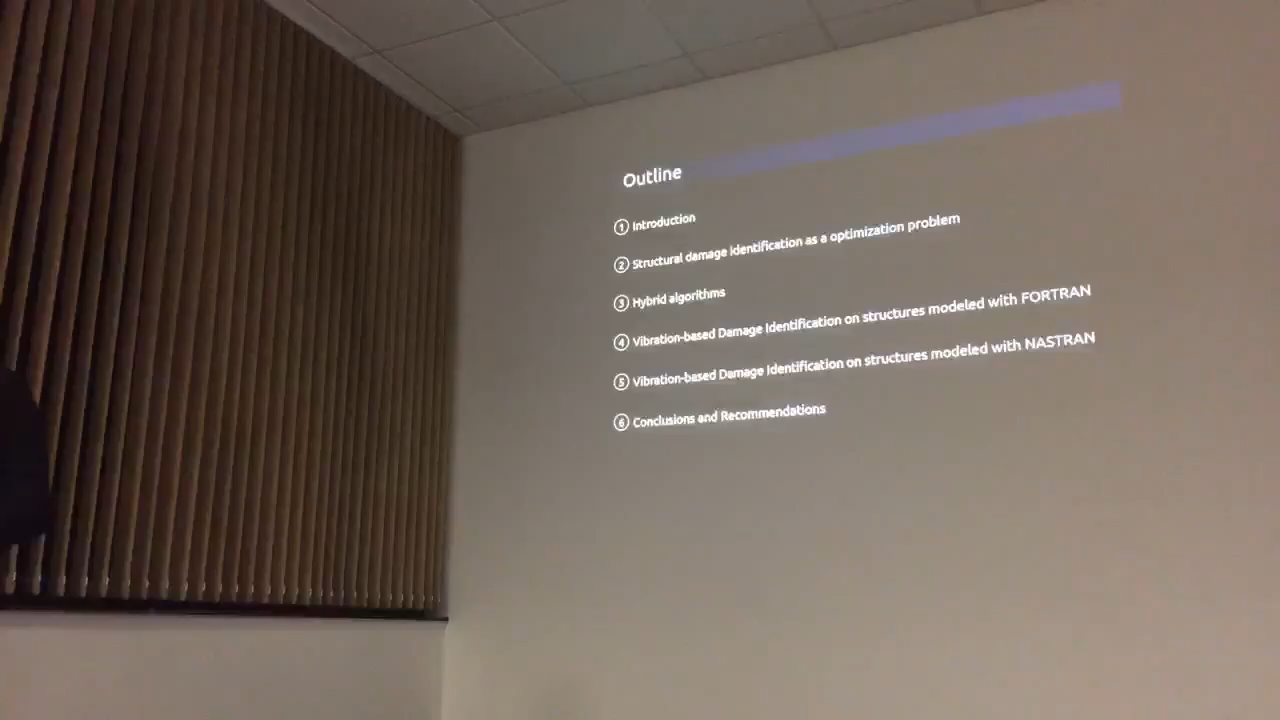 Outline
1 Introduction
2 Structural damage identification as a optimization problem
3 Hybrid algorithms
4 Vibration-based Damage Identification on structures modeled with FORTRAN
5 Vibration-based Damage Identification on structures modeled with NASTRAN
6 Conclusions and Recommendations